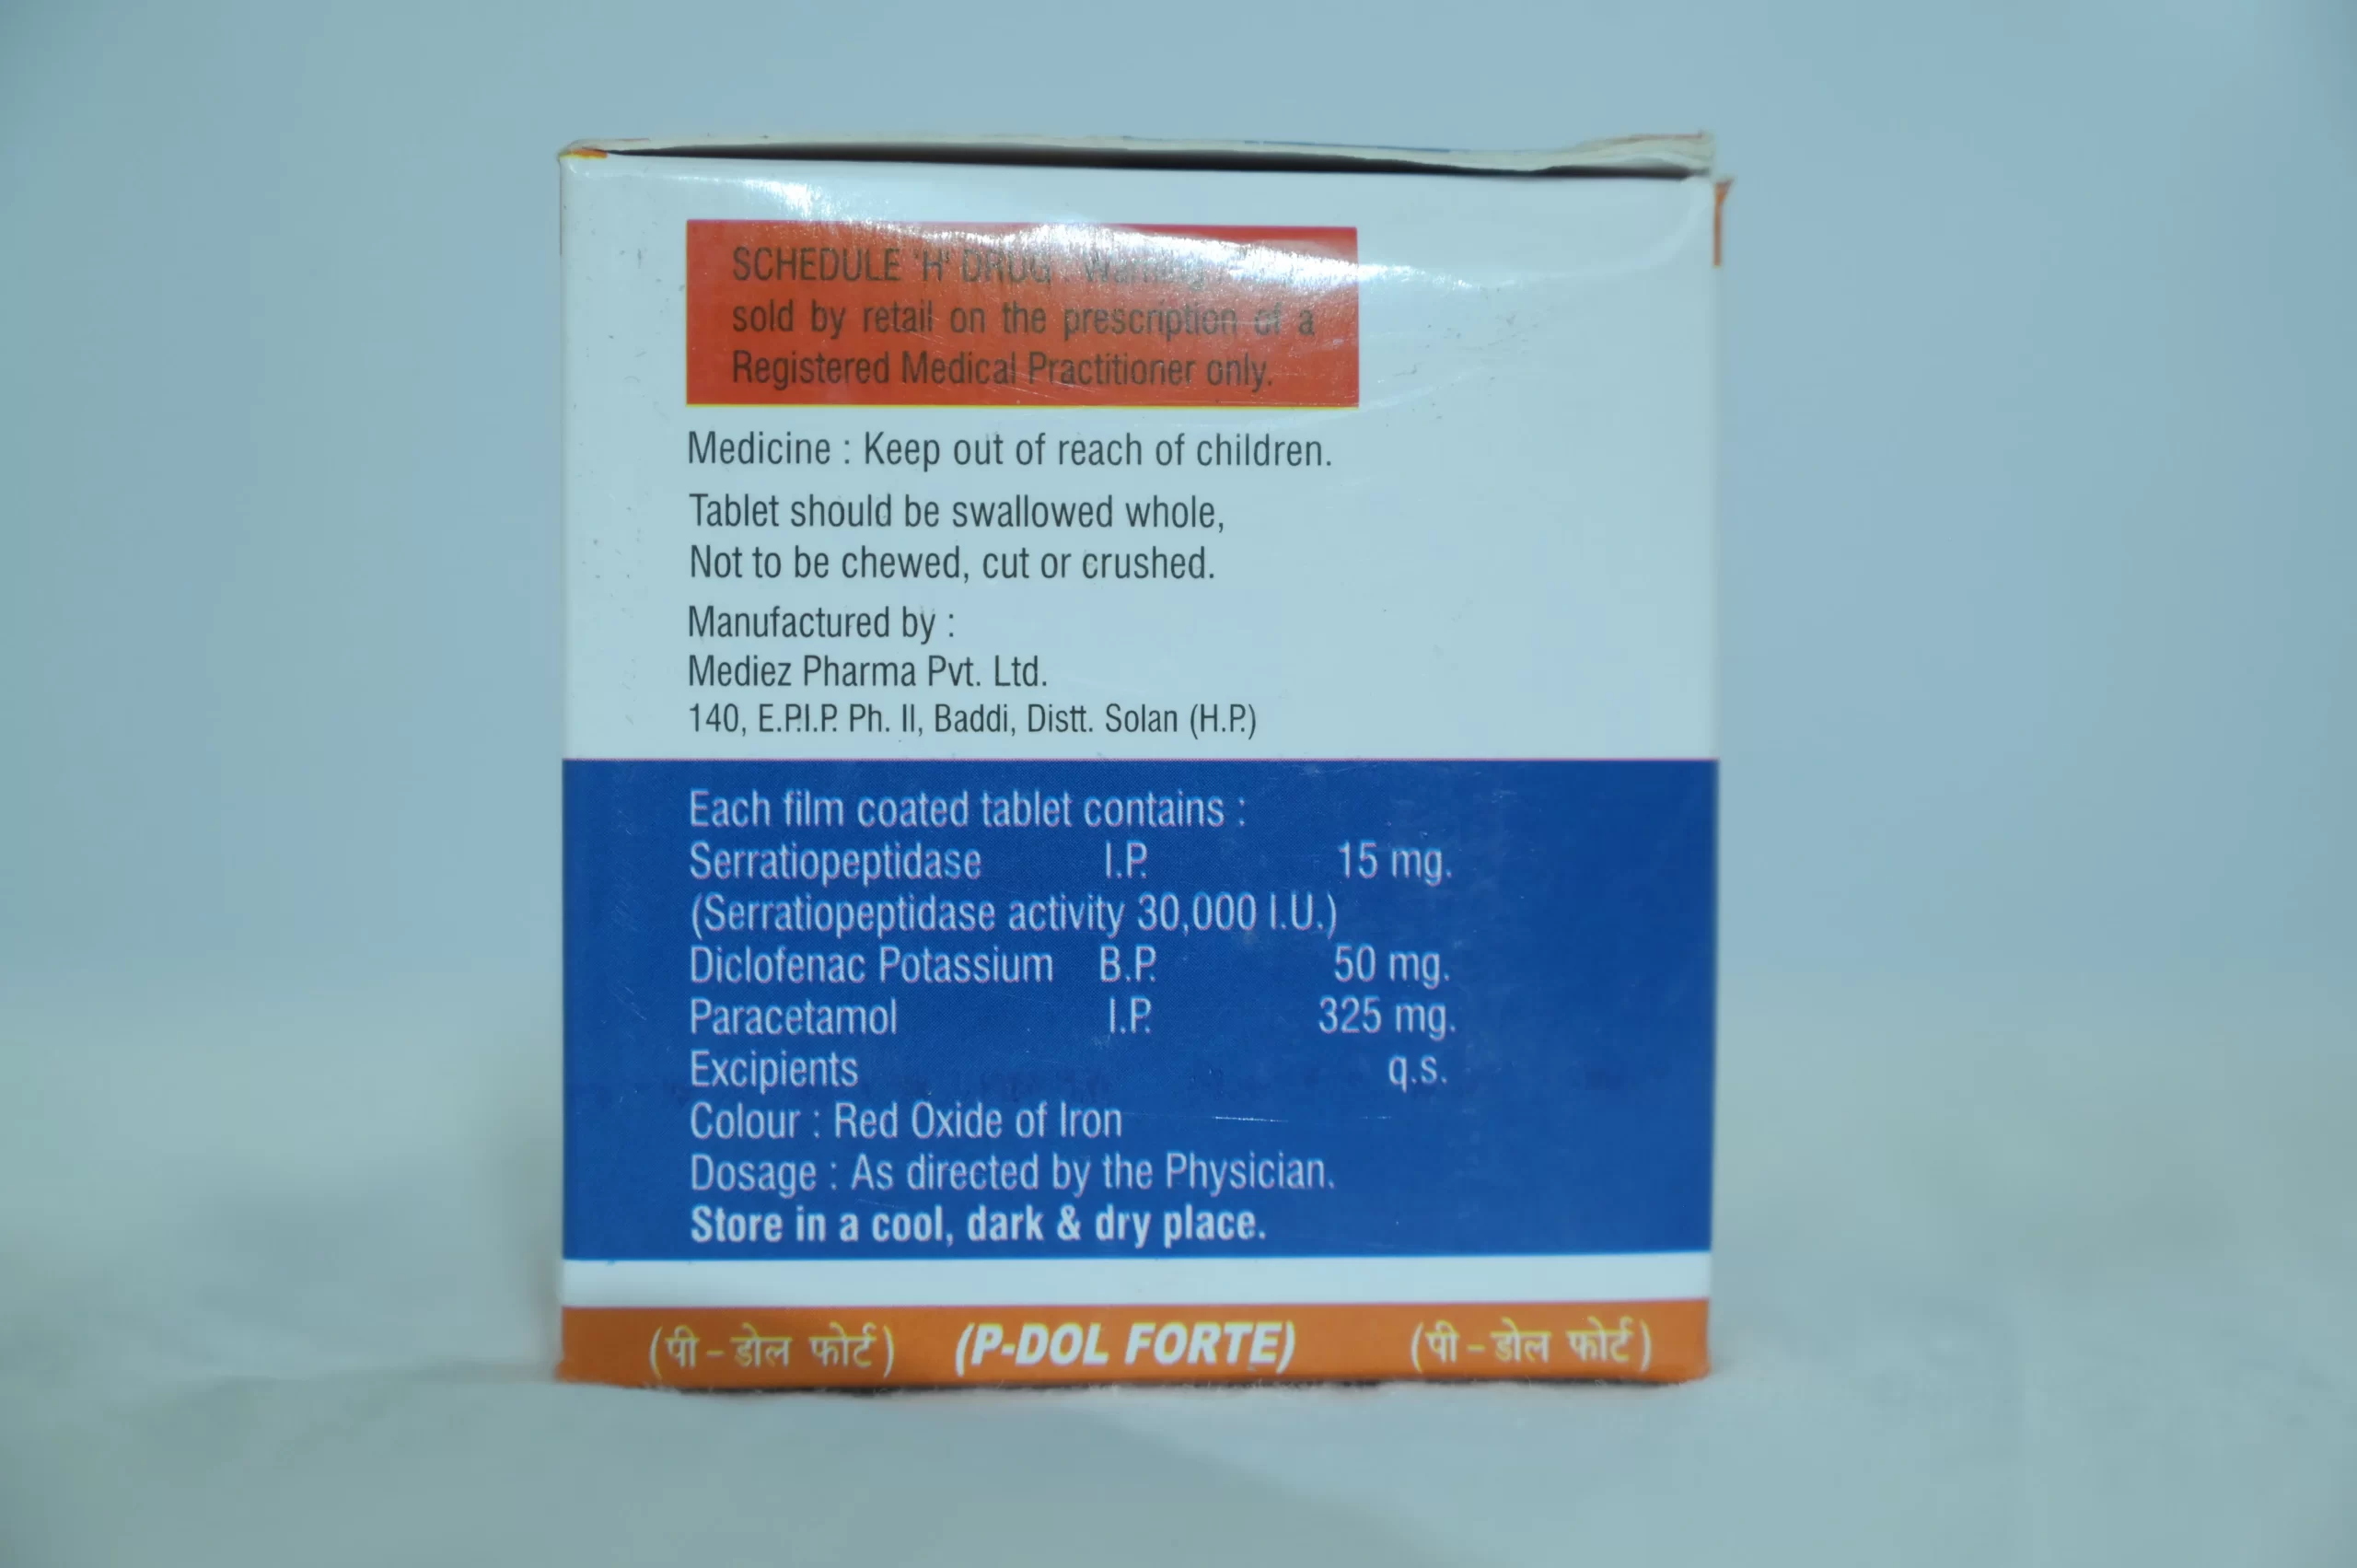 SCHEDULE 'H' DRUG : Warning :
sold by retail on the prescription of a
Registered Medical Practitioner only.
Medicine : Keep out of reach of children.
Tablet should be swallowed whole,
Not to be chewed, cut or crushed.
Manufactured by :
Mediez Pharma Pvt. Ltd.
140, E.P.I.P. Ph. II, Baddi, Distt. Solan (H.P.)
Each film coated tablet contains :
Serratiopeptidase I.P. 15 mg.
(Serratiopeptidase activity 30,000 I.U.)
Diclofenac Potassium B.P. 50 mg.
Paracetamol I.P. 325 mg.
Excipients q.s.
Colour : Red Oxide of Iron
Dosage : As directed by the Physician.
Store in a cool, dark & dry place.
(पी - डोल फोर्ट) (P-DOL FORTE) (पी - डोल फोर्ट)